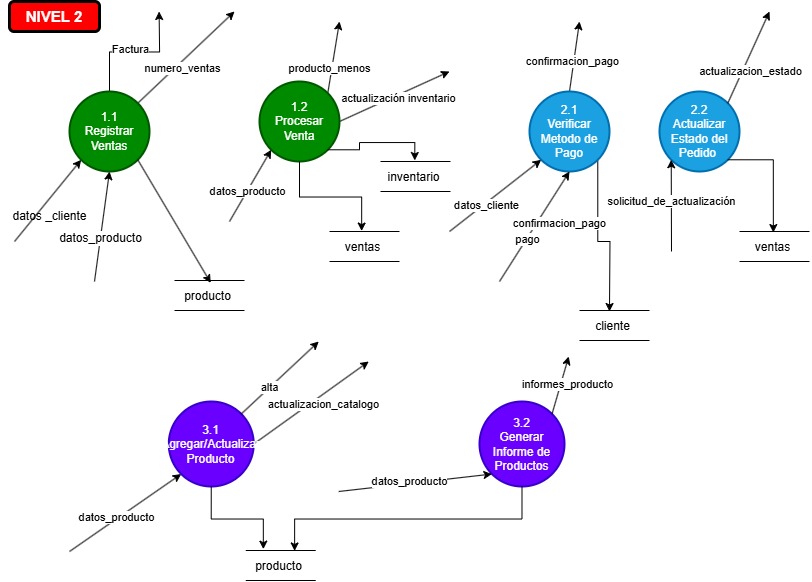 NIVEL 2
Factura
numero_ventas
1.1
Registrar
Ventas
datos _cliente
datos_producto
producto
producto_menos
actualización inventario
1.2
Procesar
Venta
datos_producto
inventario
ventas
confirmacion_pago
2.1
Verificar
Metodo de
Pago
datos_cliente
confirmacion_pago
pago
cliente
actualizacion_estado
2.2
Actualizar
Estado del
Pedido
solicitud_de_actualización
ventas
alta
actualizacion_catalogo
3.1
Agregar/Actualizar
Producto
datos_producto
informes_producto
3.2
Generar
Informe de
Productos
datos_producto
producto